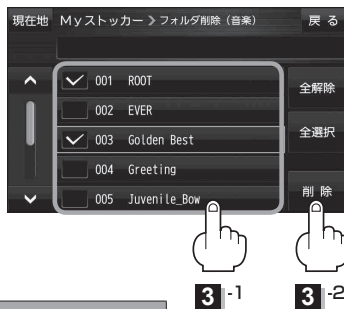 現在地 Myストッカー > フォルダ削除（音楽） 戻る
001 ROOT
全解除
002 EVER
003 Golden Best
全選択
004 Greeting
005 Juvenile_Bow
削除
3-1
3-2